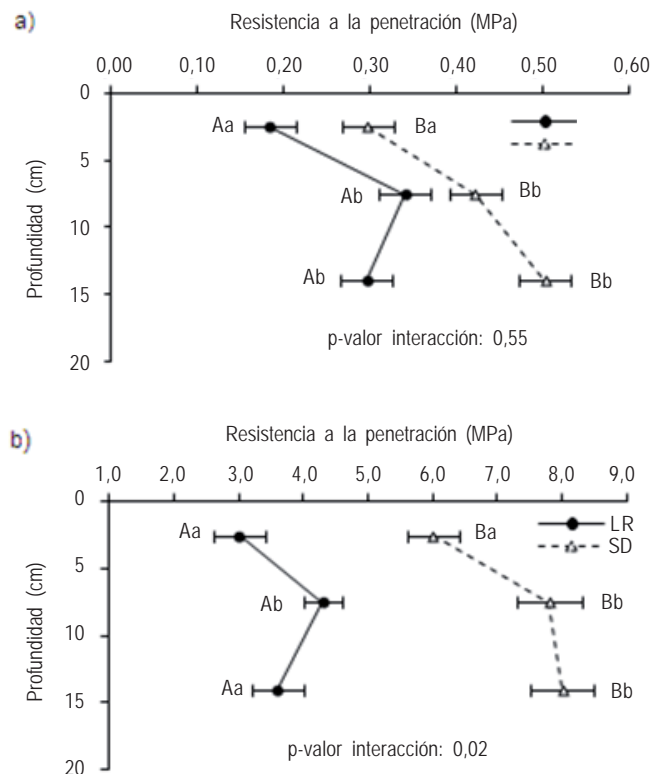 a)
Resistencia a la penetración (MPa)
0,00 0,10 0,20 0,30 0,40 0,50 0,60
0
5
10
15
20
Profundidad (cm)
Aa
Ba
Ab
Bb
Ab
Bb
p-valor interacción: 0,55
b)
Resistencia a la penetración (MPa)
1,0 2,0 3,0 4,0 5,0 6,0 7,0 8,0 9,0
0
5
10
15
20
Profundidad (cm)
LR
SD
Aa
Ba
Ab
Bb
Aa
Bb
p-valor interacción: 0,02